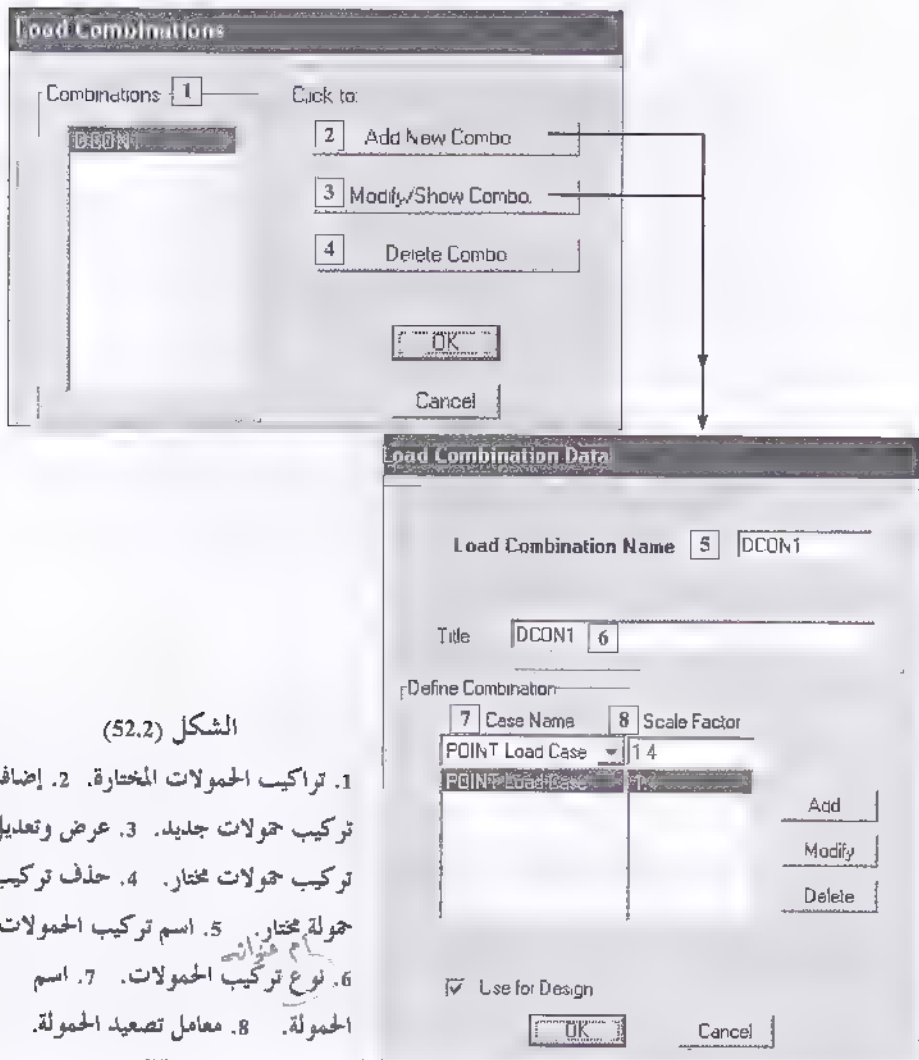 Load Combinations
Combinations 1
Click to:
DCON1
2 Add New Combo
3 Modify/Show Combo.
4 Delete Combo
OK
Cancel
Load Combination Data
Load Combination Name 5 DCON1
Title DCON1 6
Define Combination
7 Case Name 8 Scale Factor
POINT Load Case 1.4
POINT Load Case 1.4
Add
Modify
Delete
Use for Design
OK
Cancel
الشكل (52.2)
1. تراكيب الحمولات المختارة. 2. إضافة
تركيب حمولات جديد. 3. عرض وتعديل
تركيب حمولات مختار. 4. حذف تركيب
حمولة مختار. 5. اسم تركيب الحمولات
6. نوع تركيب الحمولات. 7. اسم
الحمولة. 8. معامل تصعيد الحمولة.